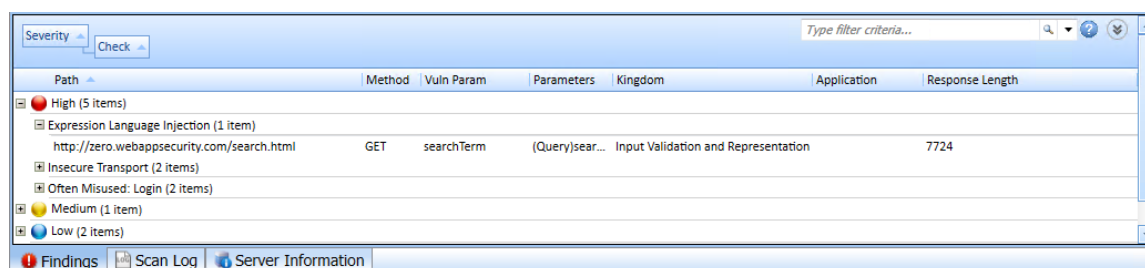 Severity
Check
Type filter criteria...
Path Method Vuln Param Parameters Kingdom Application Response Length
High (5 items)
Expression Language Injection (1 item)
http://zero.webappsecurity.com/search.html GET searchTerm (Query)sear... Input Validation and Representation 7724
Insecure Transport (2 items)
Often Misused: Login (2 items)
Medium (1 item)
Low (2 items)
Findings Scan Log Server Information